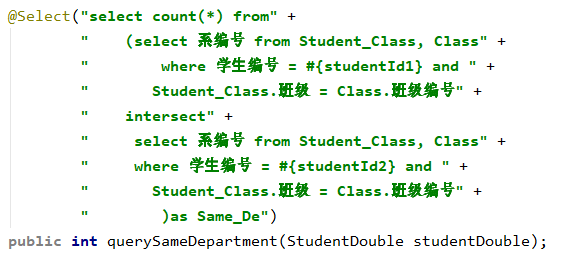 @Select("select count(*) from" +
"    (select 系编号 from Student_Class, Class" +
"        where 学生编号 = #{studentId1} and " +
"       Student_Class.班级 = Class.班级编号" +
"    intersect" +
"     select 系编号 from Student_Class, Class" +
"     where 学生编号 = #{studentId2} and " +
"       Student_Class.班级 = Class.班级编号" +
"        )as Same_De")
public int querySameDepartment(StudentDouble studentDouble);